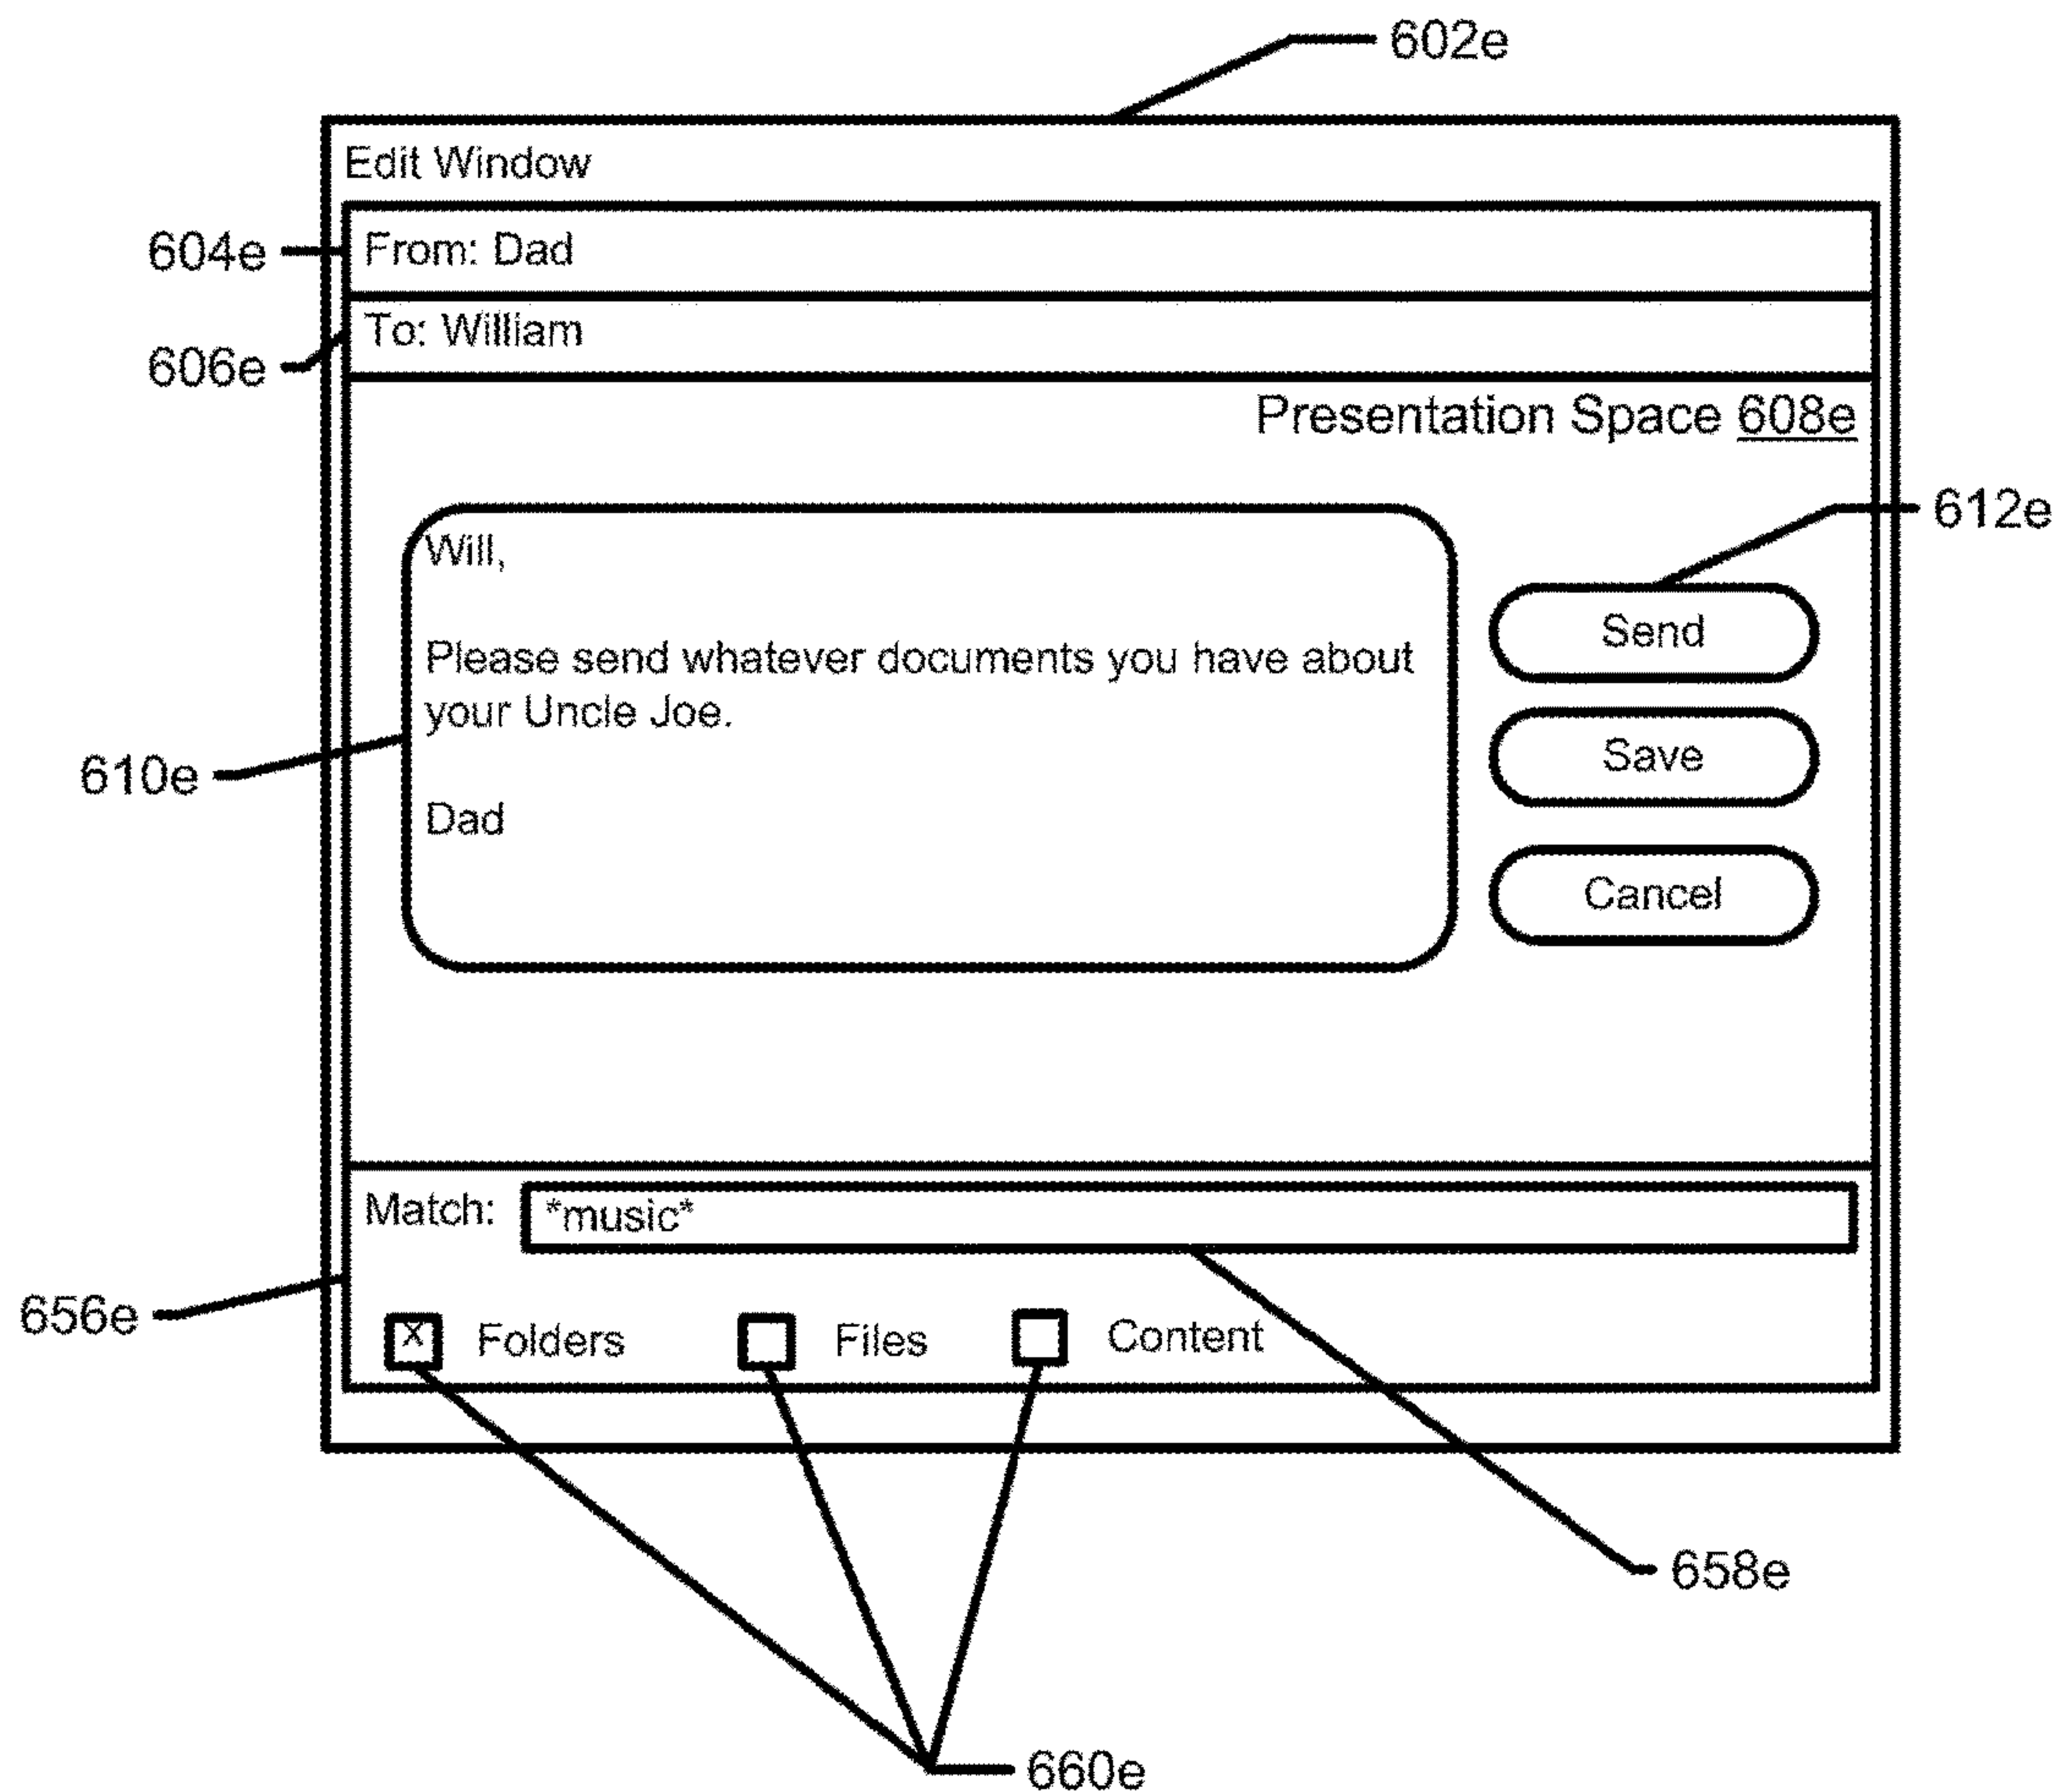 602e
Edit Window
604e
From: Dad
606e
To: William
Presentation Space 608e
612e
Will,
Please send whatever documents you have about
your Uncle Joe.
Dad
610e
Send
Save
Cancel
Match: *music*
656e
x Folders Files Content
658e
660e